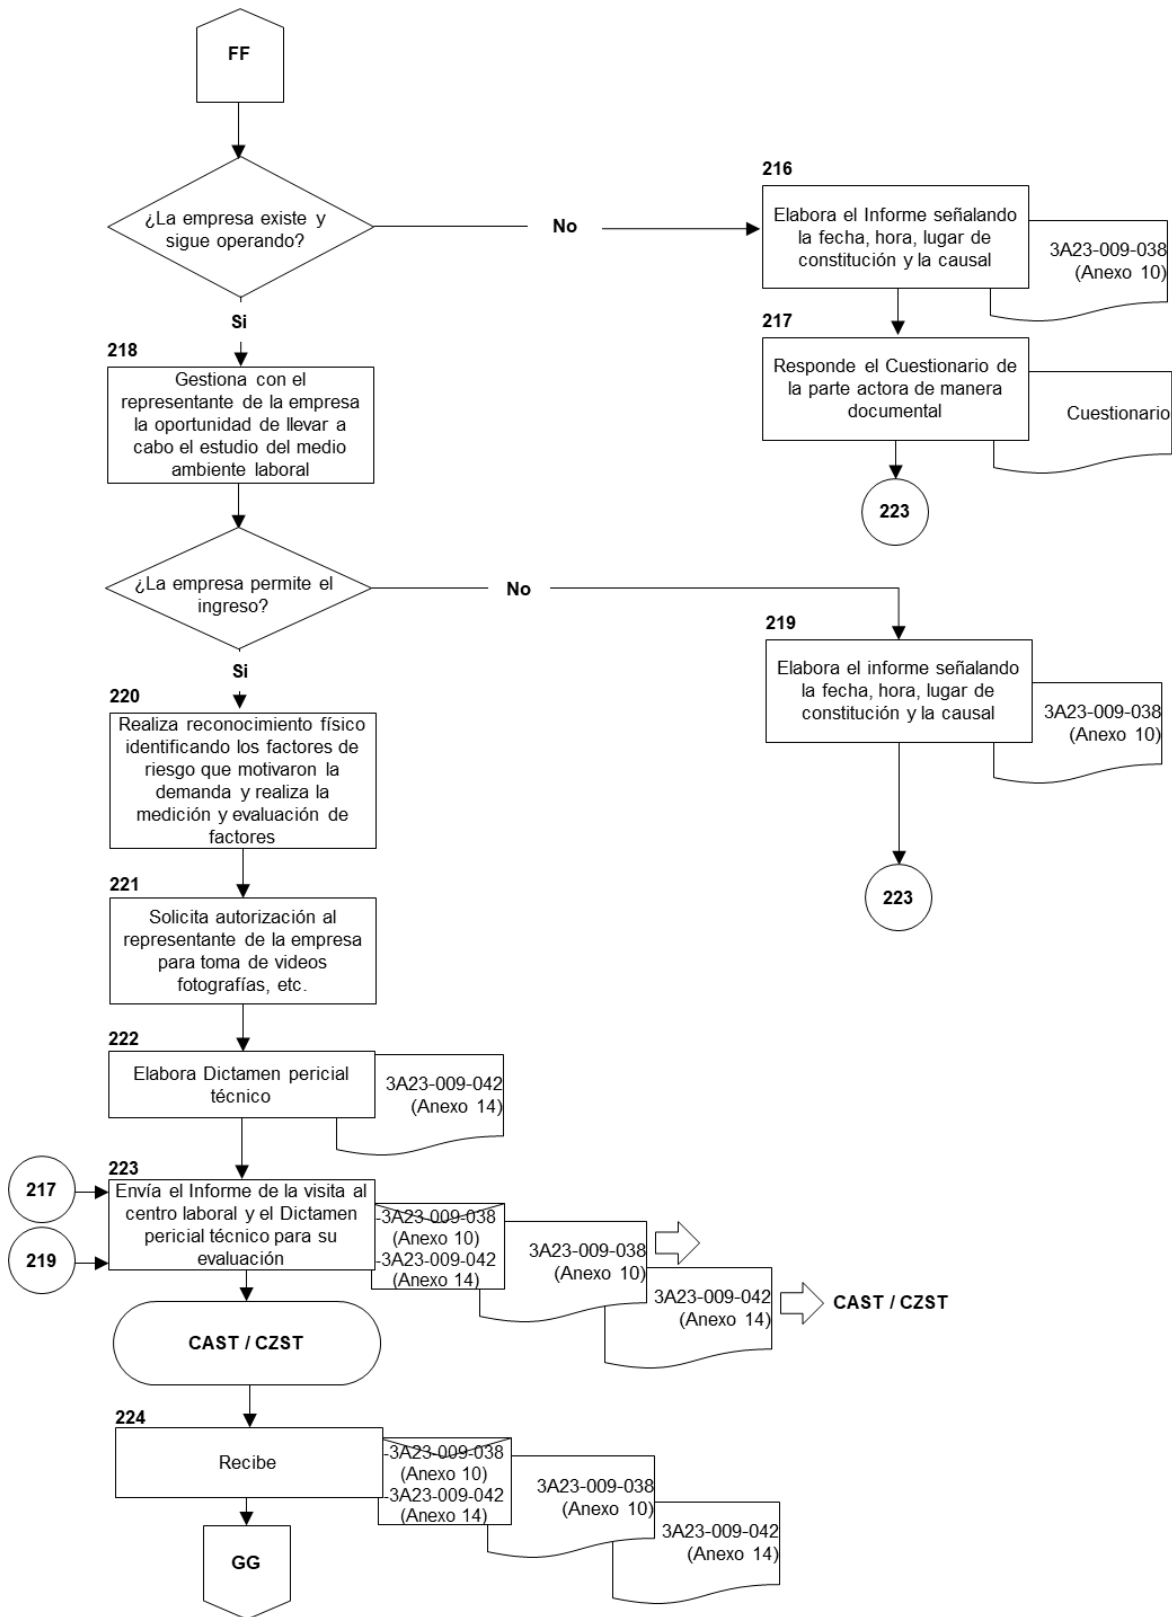 FF
¿La empresa existe y
sigue operando?
No
216
Elabora el Informe señalando
la fecha, hora, lugar de
constitución y la causal
3A23-009-038
(Anexo 10)
Si
217
Responde el Cuestionario de
la parte actora de manera
documental
Cuestionario
223
218
Gestiona con el
representante de la empresa
la oportunidad de llevar a
cabo el estudio del medio
ambiente laboral
¿La empresa permite el
ingreso?
No
219
Elabora el informe señalando
la fecha, hora, lugar de
constitución y la causal
3A23-009-038
(Anexo 10)
223
Si
220
Realiza reconocimiento físico
identificando los factores de
riesgo que motivaron la
demanda y realiza la
medición y evaluación de
factores
221
Solicita autorización al
representante de la empresa
para toma de videos
fotografías, etc.
222
Elabora Dictamen pericial
técnico
3A23-009-042
(Anexo 14)
217
219
223
Envía el Informe de la visita al
centro laboral y el Dictamen
pericial técnico para su
evaluación
-3A23-009-038
(Anexo 10)
-3A23-009-042
(Anexo 14)
3A23-009-038
(Anexo 10)
3A23-009-042
(Anexo 14)
CAST / CZST
CAST / CZST
224
Recibe
-3A23-009-038
(Anexo 10)
-3A23-009-042
(Anexo 14)
3A23-009-038
(Anexo 10)
3A23-009-042
(Anexo 14)
GG